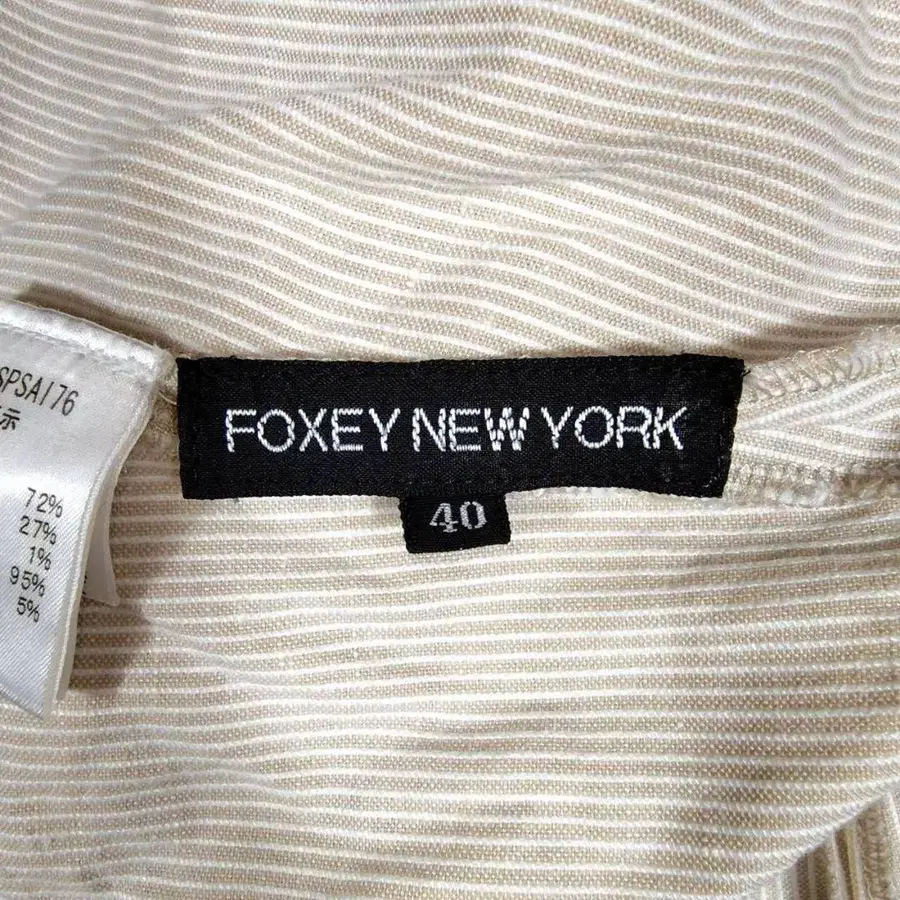 SPSA176
示
72%
27%
1%
95%
5%
FOXEY NEW YORK
40